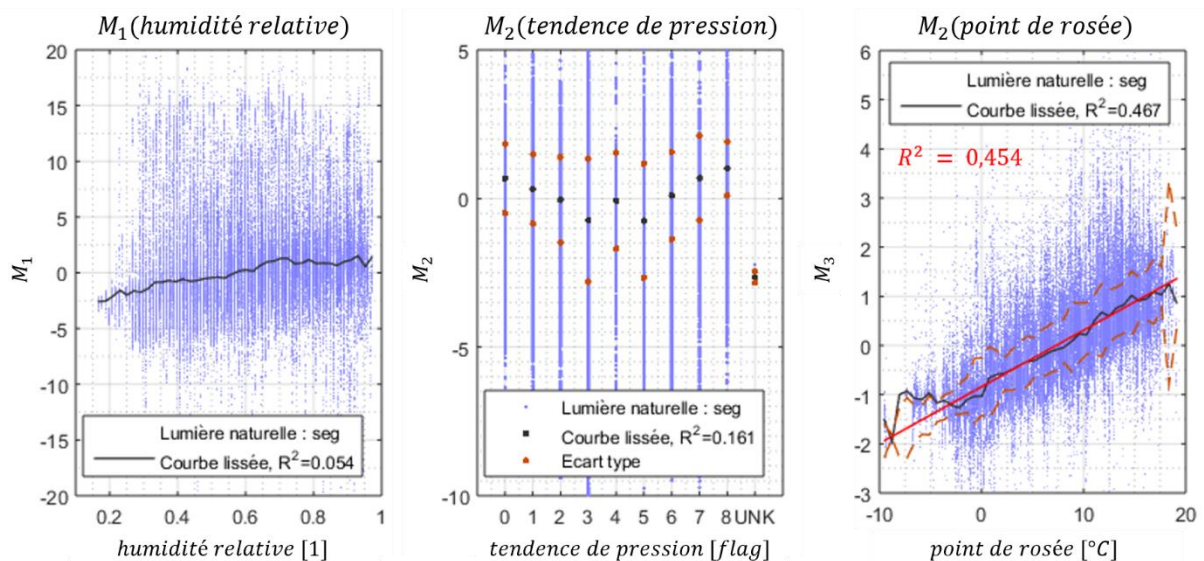 M₁(humidité relative)
20
15
10
5
0
-5
-10
-15
-20
M₁
Lumière naturelle : seg
Courbe lissée, R²=0.054
0.2 0.4 0.6 0.8 1
humidité relative [1]
M₂(tendence de pression)
5
0
-5
-10
M₂
Lumière naturelle : seg
Courbe lissée, R²=0.161
Ecart type
0 1 2 3 4 5 6 7 8 UNK
tendence de pression [flag]
M₂(point de rosée)
Lumière naturelle : seg
Courbe lissée, R²=0.467
R² = 0,454
6
5
4
3
2
1
0
-1
-2
-3
M₃
-10 0 10 20
point de rosée [°C]